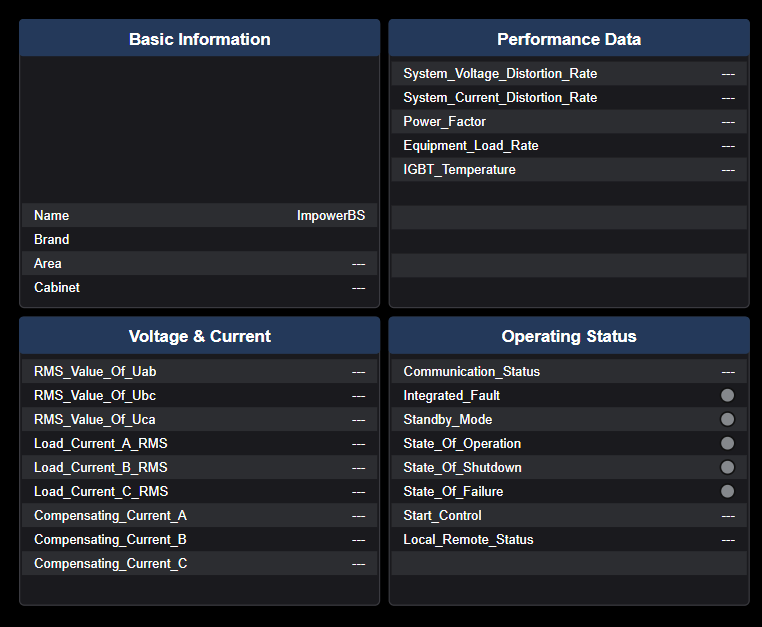 Basic Information
Name ImpowerBS
Brand
Area ---
Cabinet ---
Performance Data
System_Voltage_Distortion_Rate ---
System_Current_Distortion_Rate ---
Power_Factor ---
Equipment_Load_Rate ---
IGBT_Temperature ---
Voltage & Current
RMS_Value_Of_Uab ---
RMS_Value_Of_Ubc ---
RMS_Value_Of_Uca ---
Load_Current_A_RMS ---
Load_Current_B_RMS ---
Load_Current_C_RMS ---
Compensating_Current_A ---
Compensating_Current_B ---
Compensating_Current_C ---
Operating Status
Communication_Status ---
Integrated_Fault
Standby_Mode
State_Of_Operation
State_Of_Shutdown
State_Of_Failure
Start_Control ---
Local_Remote_Status ---